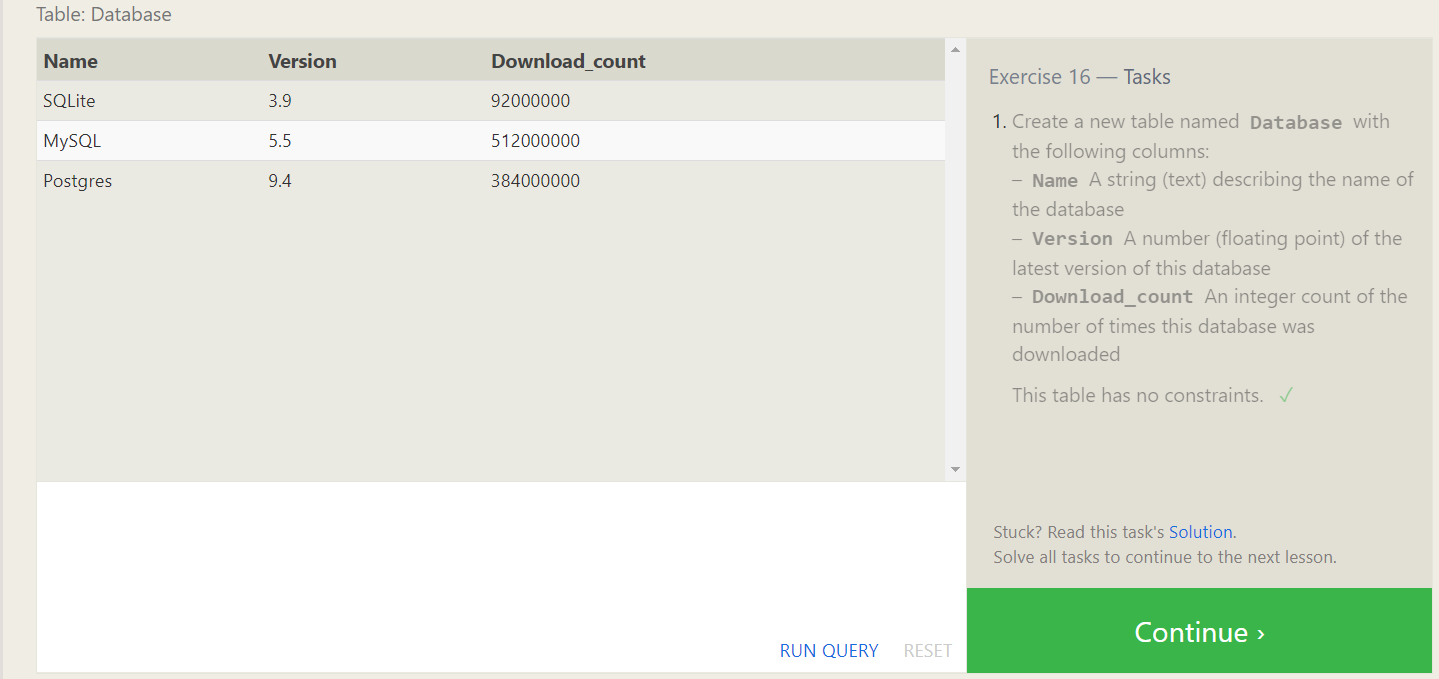 Table: Database
Name Version Download_count
SQLite 3.9 92000000
MySQL 5.5 512000000
Postgres 9.4 384000000
RUN QUERY RESET
Exercise 16 — Tasks
1. Create a new table named Database with
the following columns:
– Name A string (text) describing the name of
the database
– Version A number (floating point) of the
latest version of this database
– Download_count An integer count of the
number of times this database was
downloaded
This table has no constraints. ✓
Stuck? Read this task's Solution.
Solve all tasks to continue to the next lesson.
Continue ›